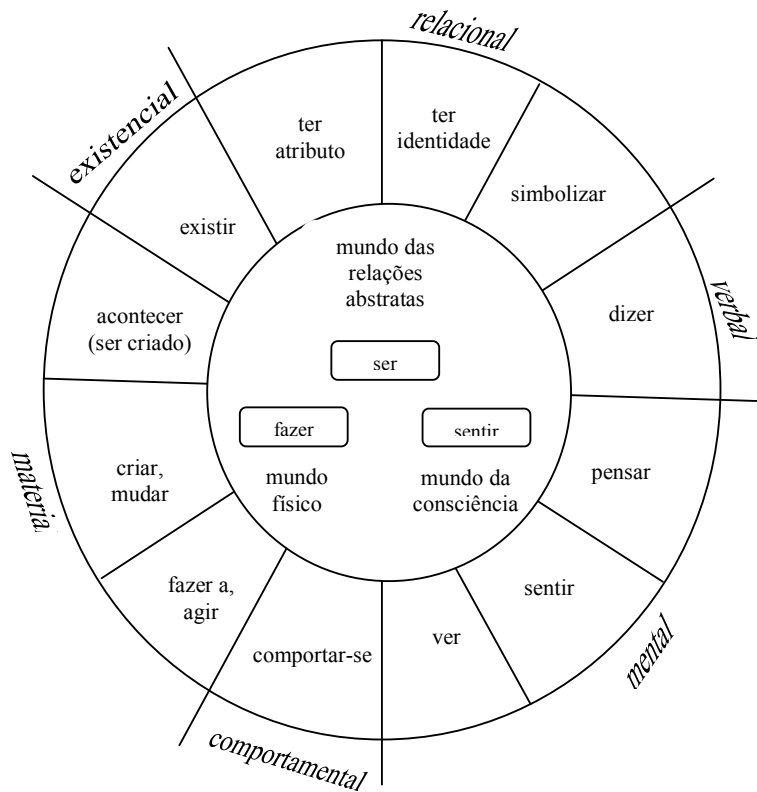 relacional
existencial
ter
atributo
ter
identidade
simbolizar
existir
mundo das
relações
abstratas
verbal
acontecer
(ser criado)
dizer
ser
fazer
sentir
material
criar,
mudar
mundo
físico
mundo da
consciência
pensar
fazer a,
agir
sentir
ver
comportar-se
mental
comportamental